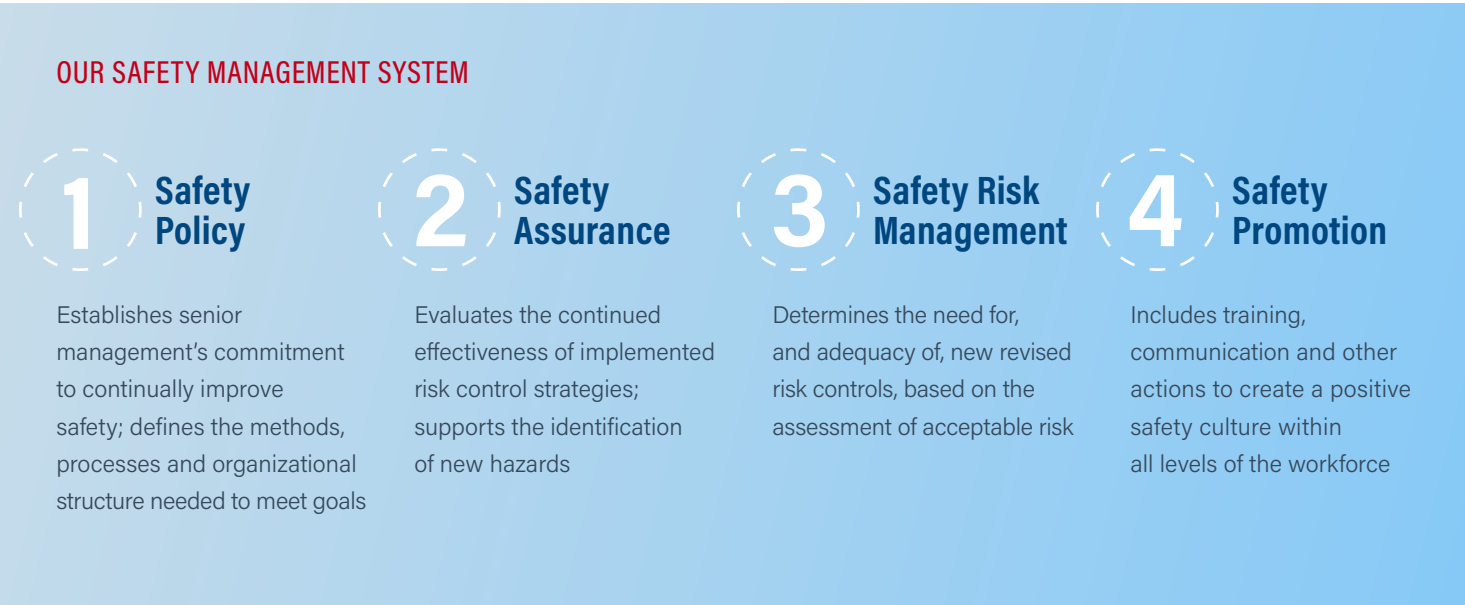 OUR SAFETY MANAGEMENT SYSTEM
1
Safety
Policy
Establishes senior
management's commitment
to continually improve
safety; defines the methods,
processes and organizational
structure needed to meet goals
2
Safety
Assurance
Evaluates the continued
effectiveness of implemented
risk control strategies;
supports the identification
of new hazards
3
Safety Risk
Management
Determines the need for,
and adequacy of, new revised
risk controls, based on the
assessment of acceptable risk
4
Safety
Promotion
Includes training,
communication and other
actions to create a positive
safety culture within
all levels of the workforce